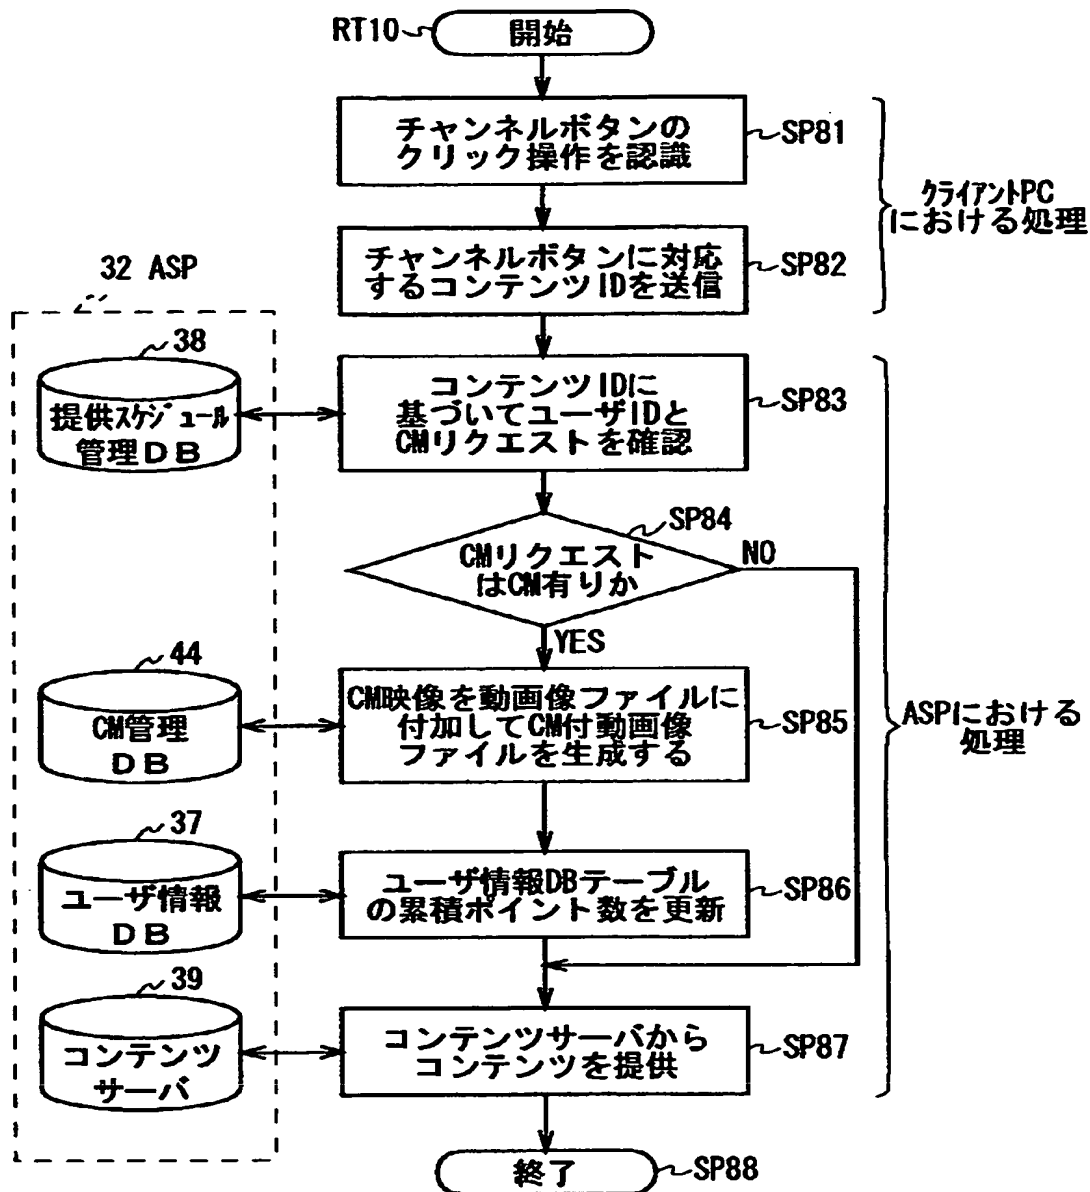 RT10
開始
チャンネルボタンの
クリック操作を認識
SP81
クライアントPC
における処理
チャンネルボタンに対応
するコンテンツIDを送信
SP82
32 ASP
38
提供スケジュール
管理DB
コンテンツIDに
基づいてユーザIDと
CMリクエストを確認
SP83
SP84
CMリクエスト
はCM有りか
NO
YES
44
CM管理
DB
CM映像を動画像ファイルに
付加してCM付動画像
ファイルを生成する
SP85
ASPにおける
処理
37
ユーザ情報
DB
ユーザ情報DBテーブル
の累積ポイント数を更新
SP86
39
コンテンツ
サーバ
コンテンツサーバから
コンテンツを提供
SP87
終了
SP88